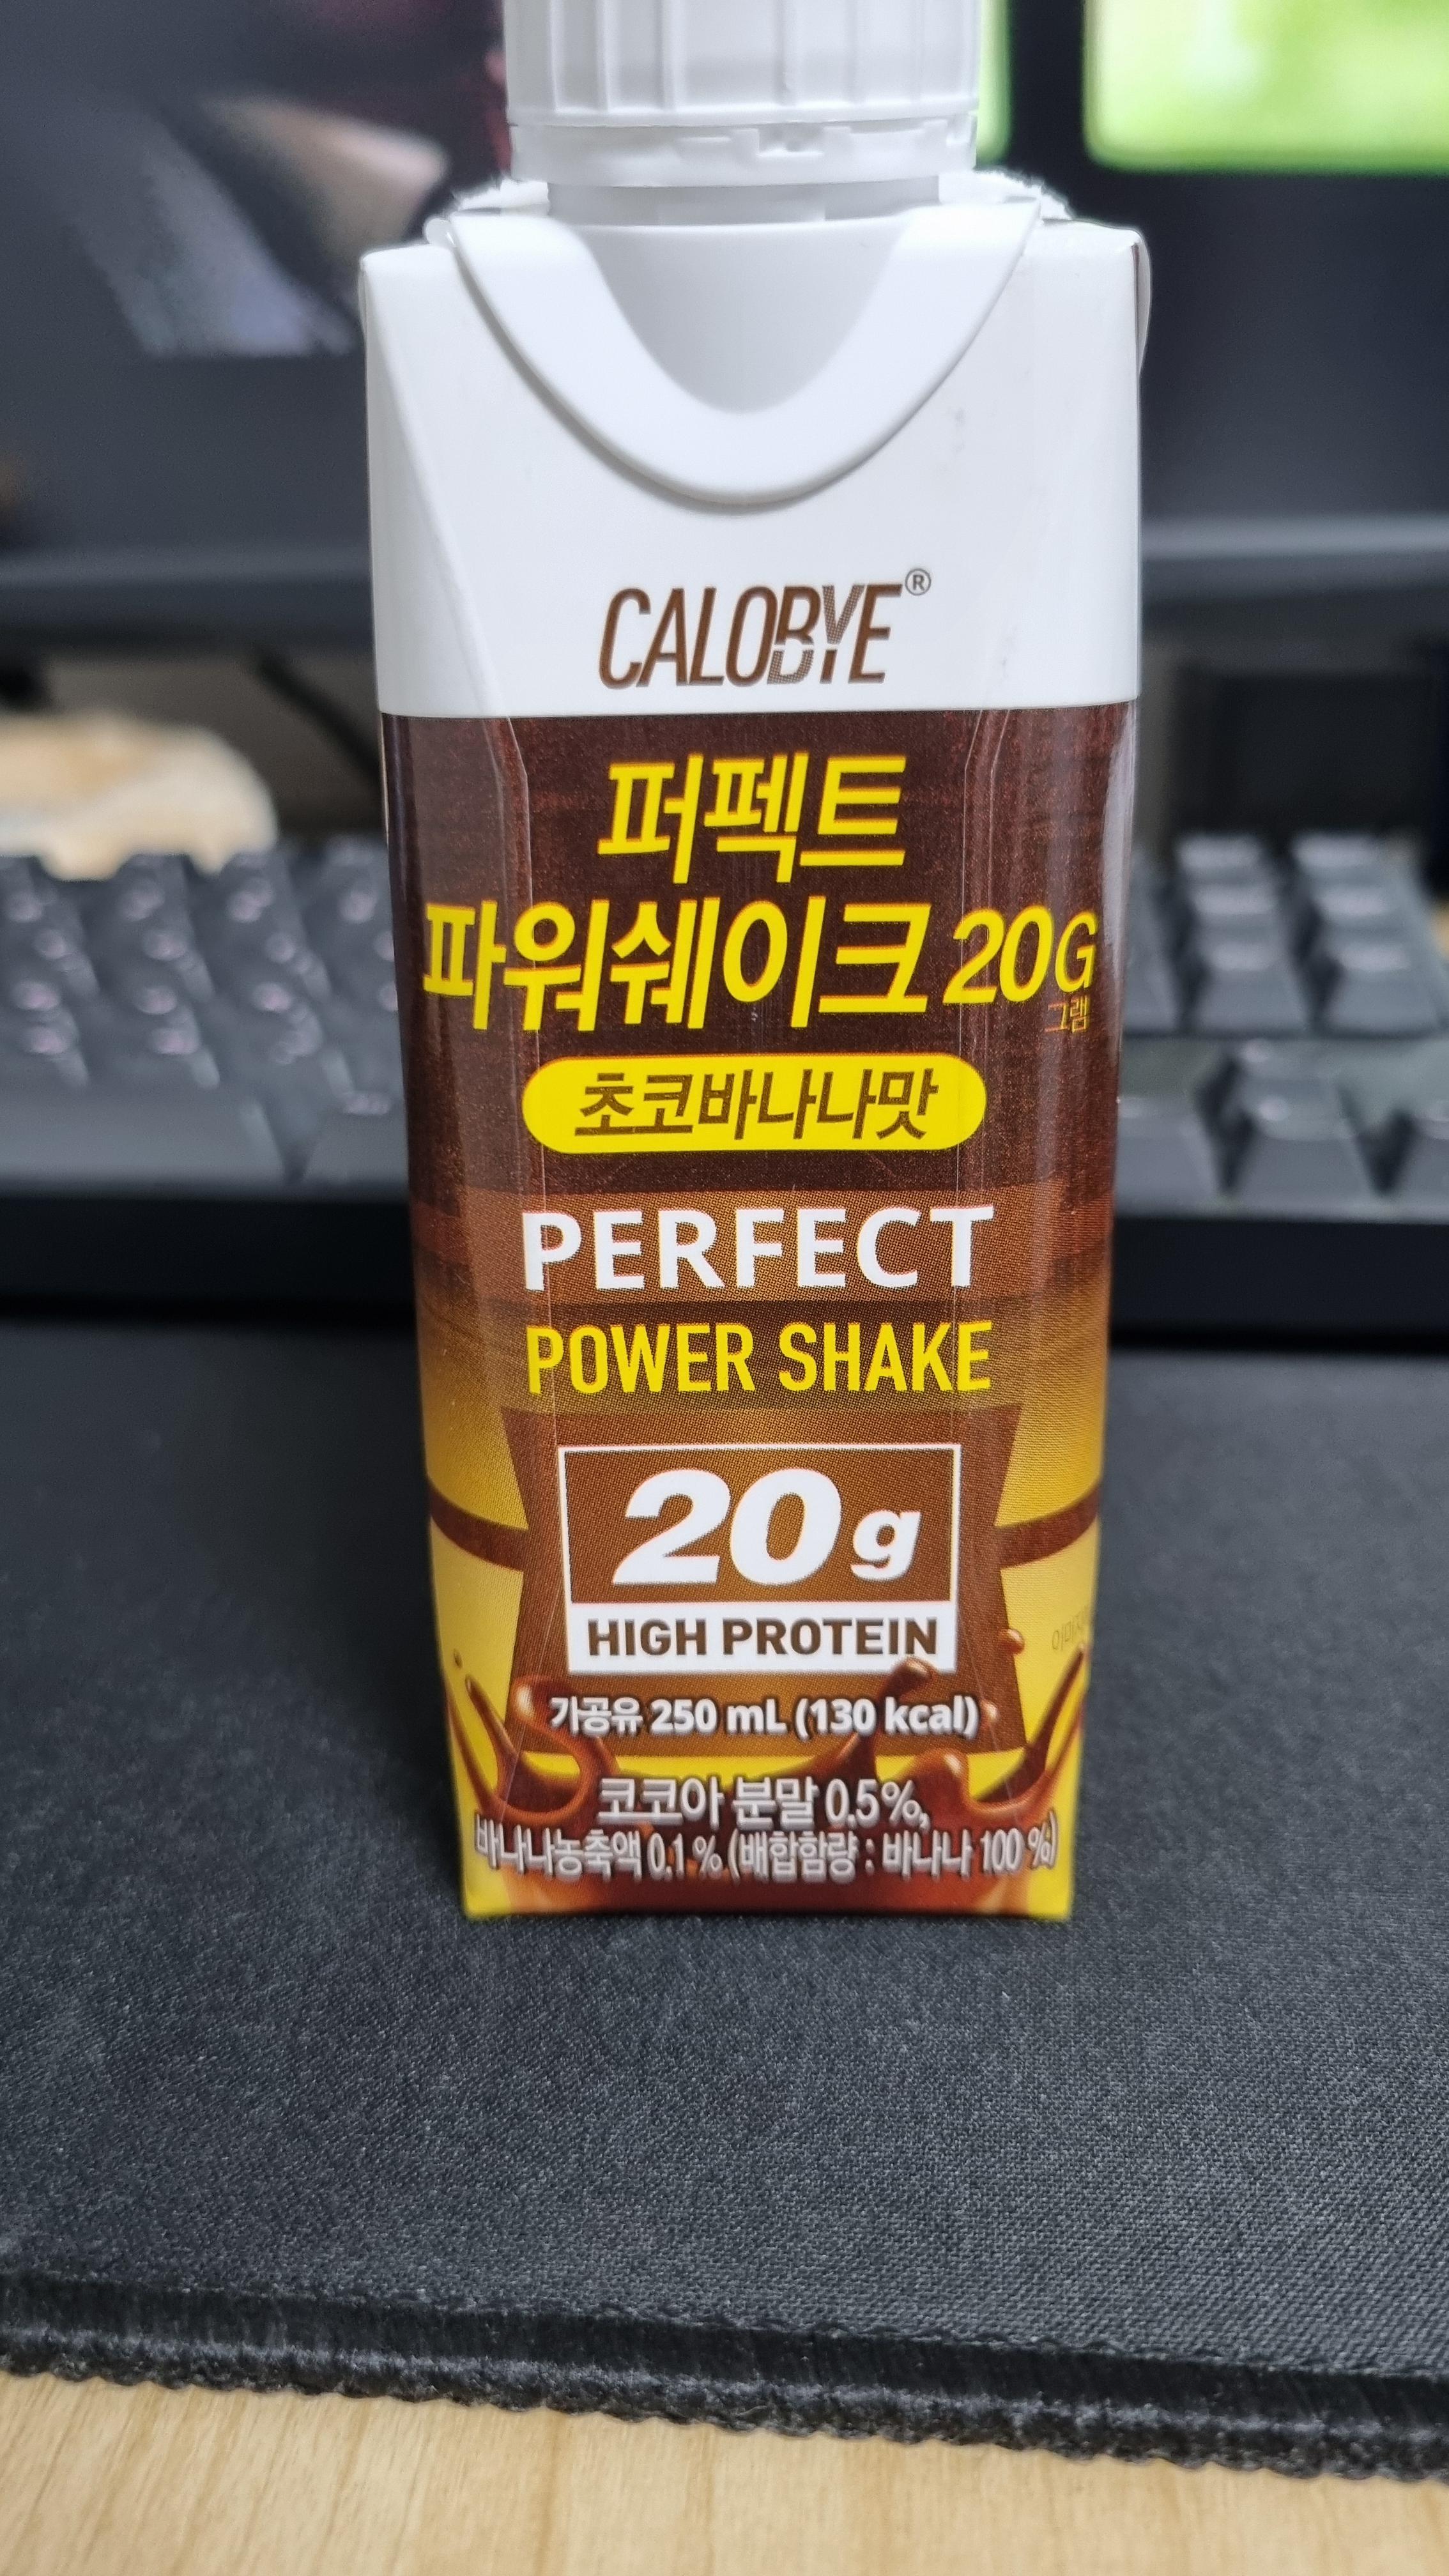 CALOBYE®
퍼펙트
파워쉐이크 20G
그램
초코바나나맛
PERFECT
POWER SHAKE
20g
HIGH PROTEIN
가공유 250 mL (130 kcal)
코코아 분말 0.5%,
바나나농축액 0.1% (배합함량 : 바나나 100 %)